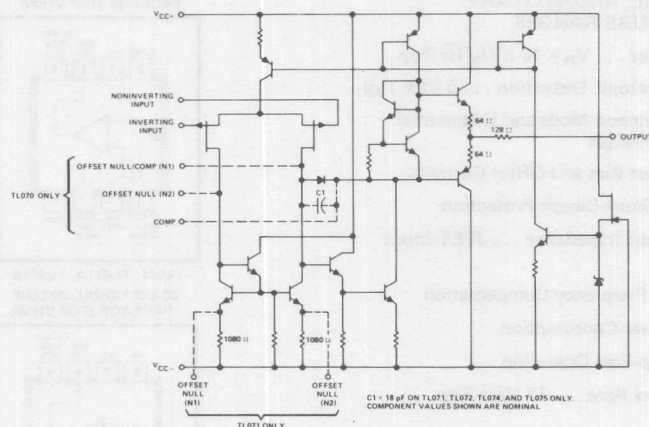 VCC-
NONINVERTING
INPUT
INVERTING
INPUT
OFFSET NULL/COMP (N1)
TL070 ONLY
OFFSET NULL (N2)
COMP
C1
64 Ω
128 Ω
OUTPUT
64 Ω
1080 Ω
1080 Ω
VCC-
OFFSET
NULL
(N1)
OFFSET
NULL
(N2)
TL071 ONLY
C1 = 18 pF ON TL071, TL072, TL074, AND TL075 ONLY.
COMPONENT VALUES SHOWN ARE NOMINAL